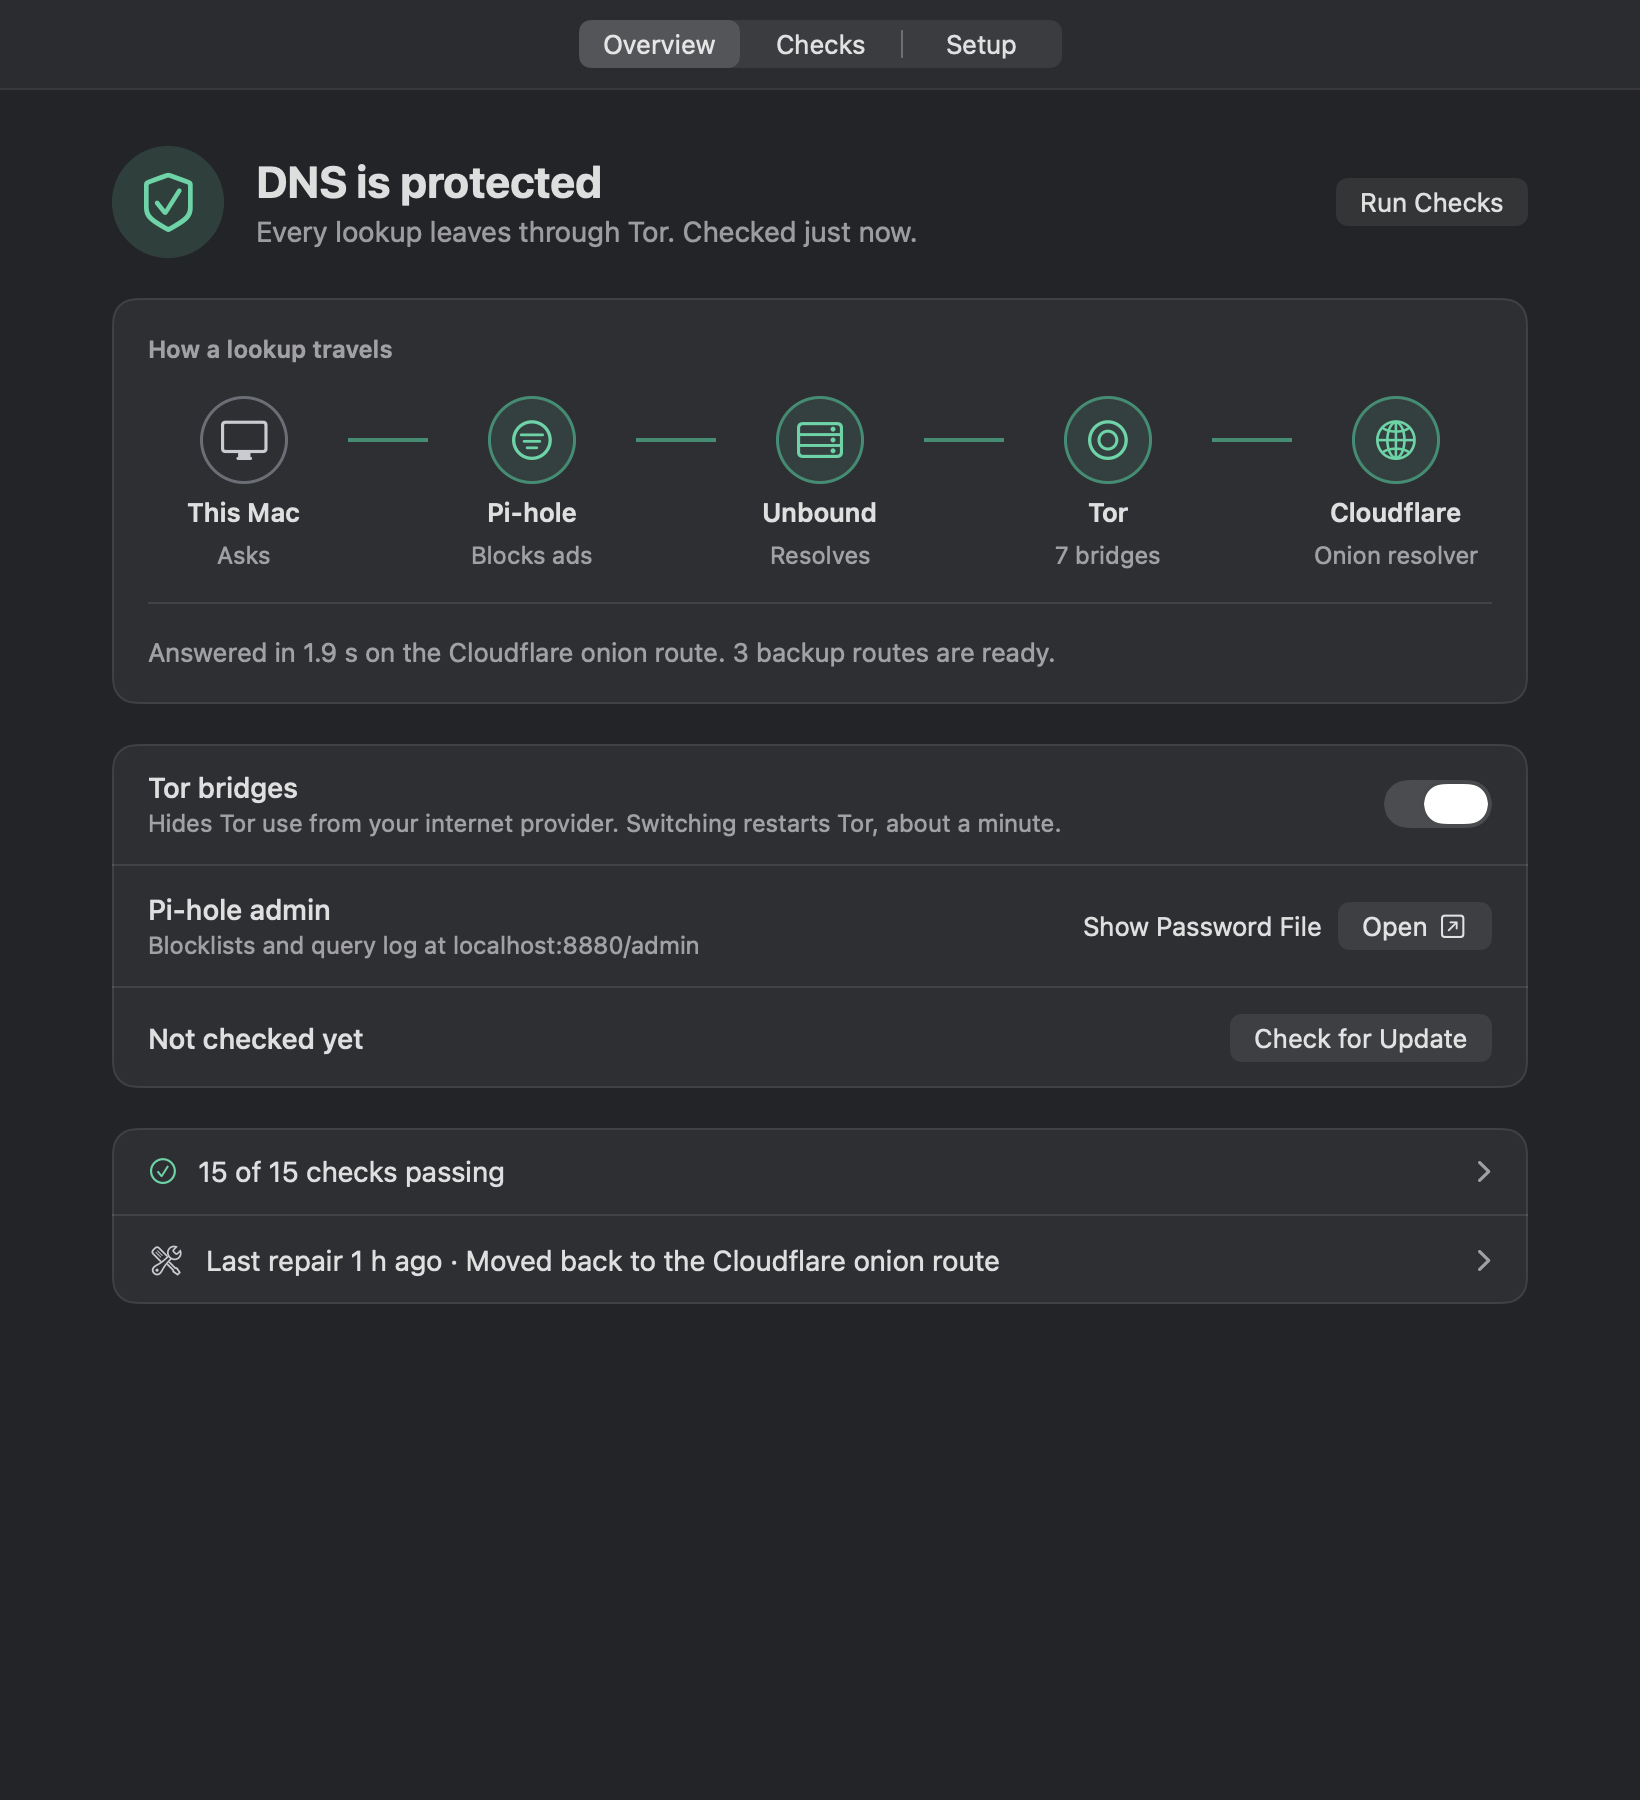 Overview
Checks
Setup
DNS is protected
Every lookup leaves through Tor. Checked just now.
Run Checks
How a lookup travels
This Mac
Asks
Pi-hole
Blocks ads
Unbound
Resolves
Tor
7 bridges
Cloudflare
Onion resolver
Answered in 1.9 s on the Cloudflare onion route. 3 backup routes are ready.
Tor bridges
Hides Tor use from your internet provider. Switching restarts Tor, about a minute.
Pi-hole admin
Blocklists and query log at localhost:8880/admin
Show Password File
Open
Not checked yet
Check for Update
15 of 15 checks passing
Last repair 1 h ago · Moved back to the Cloudflare onion route